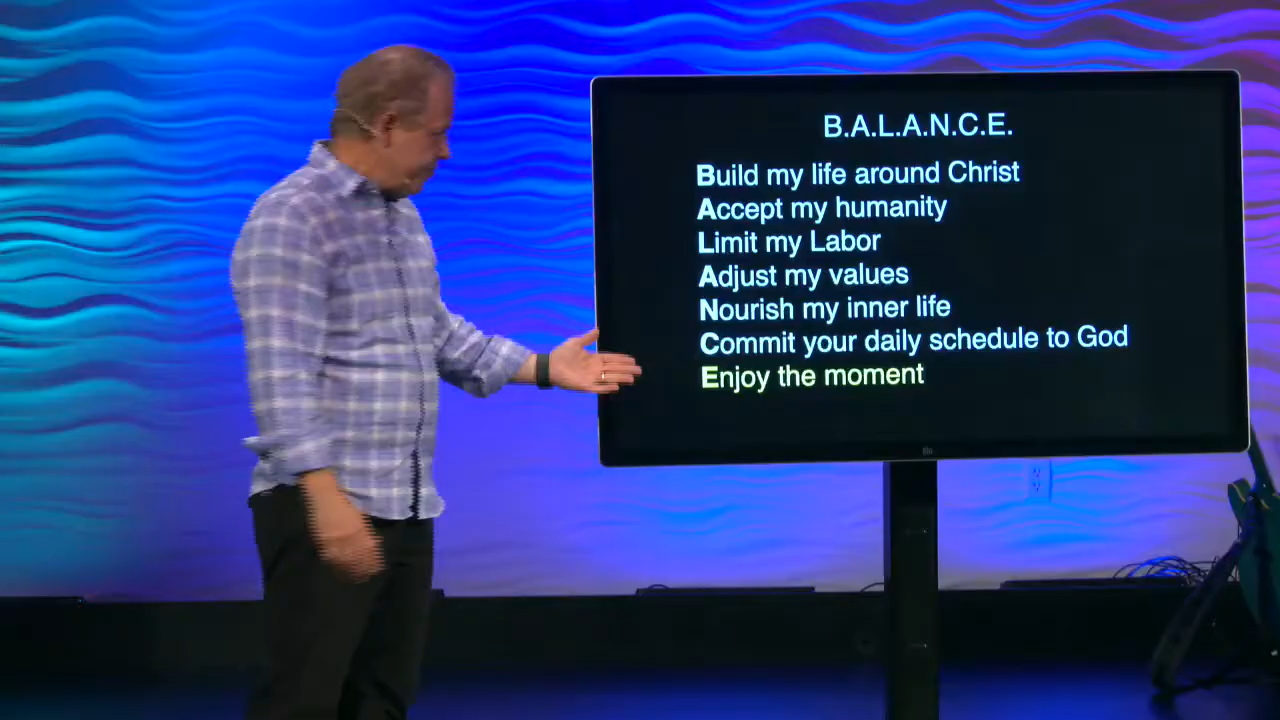 B.A.L.A.N.C.E.
Build my life around Christ
Accept my humanity
Limit my Labor
Adjust my values
Nourish my inner life
Commit your daily schedule to God
Enjoy the moment